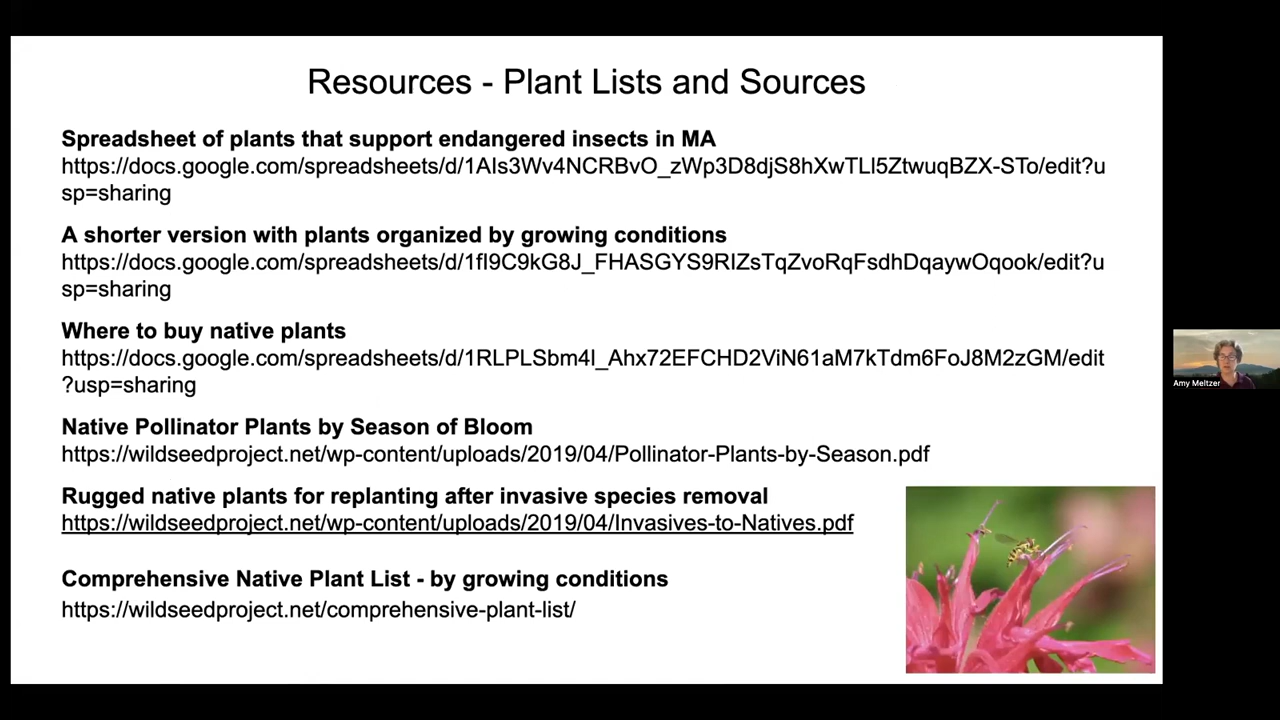 Resources - Plant Lists and Sources
Spreadsheet of plants that support endangered insects in MA
https://docs.google.com/spreadsheets/d/1AIs3Wv4NCRBvO_zWp3D8djS8hXwTLl5ZtwuqBZX-STo/edit?u
sp=sharing
A shorter version with plants organized by growing conditions
https://docs.google.com/spreadsheets/d/1fI9C9kG8J_FHASGYS9RIZsTqZvoRqFsdhDqaywOqook/edit?u
sp=sharing
Where to buy native plants
https://docs.google.com/spreadsheets/d/1RLPLSbm4l_Ahx72EFCHD2ViN61aM7kTdm6FoJ8M2zGM/edit
?usp=sharing
Native Pollinator Plants by Season of Bloom
https://wildseedproject.net/wp-content/uploads/2019/04/Pollinator-Plants-by-Season.pdf
Rugged native plants for replanting after invasive species removal
https://wildseedproject.net/wp-content/uploads/2019/04/Invasives-to-Natives.pdf
Comprehensive Native Plant List - by growing conditions
https://wildseedproject.net/comprehensive-plant-list/
Amy Meltzer